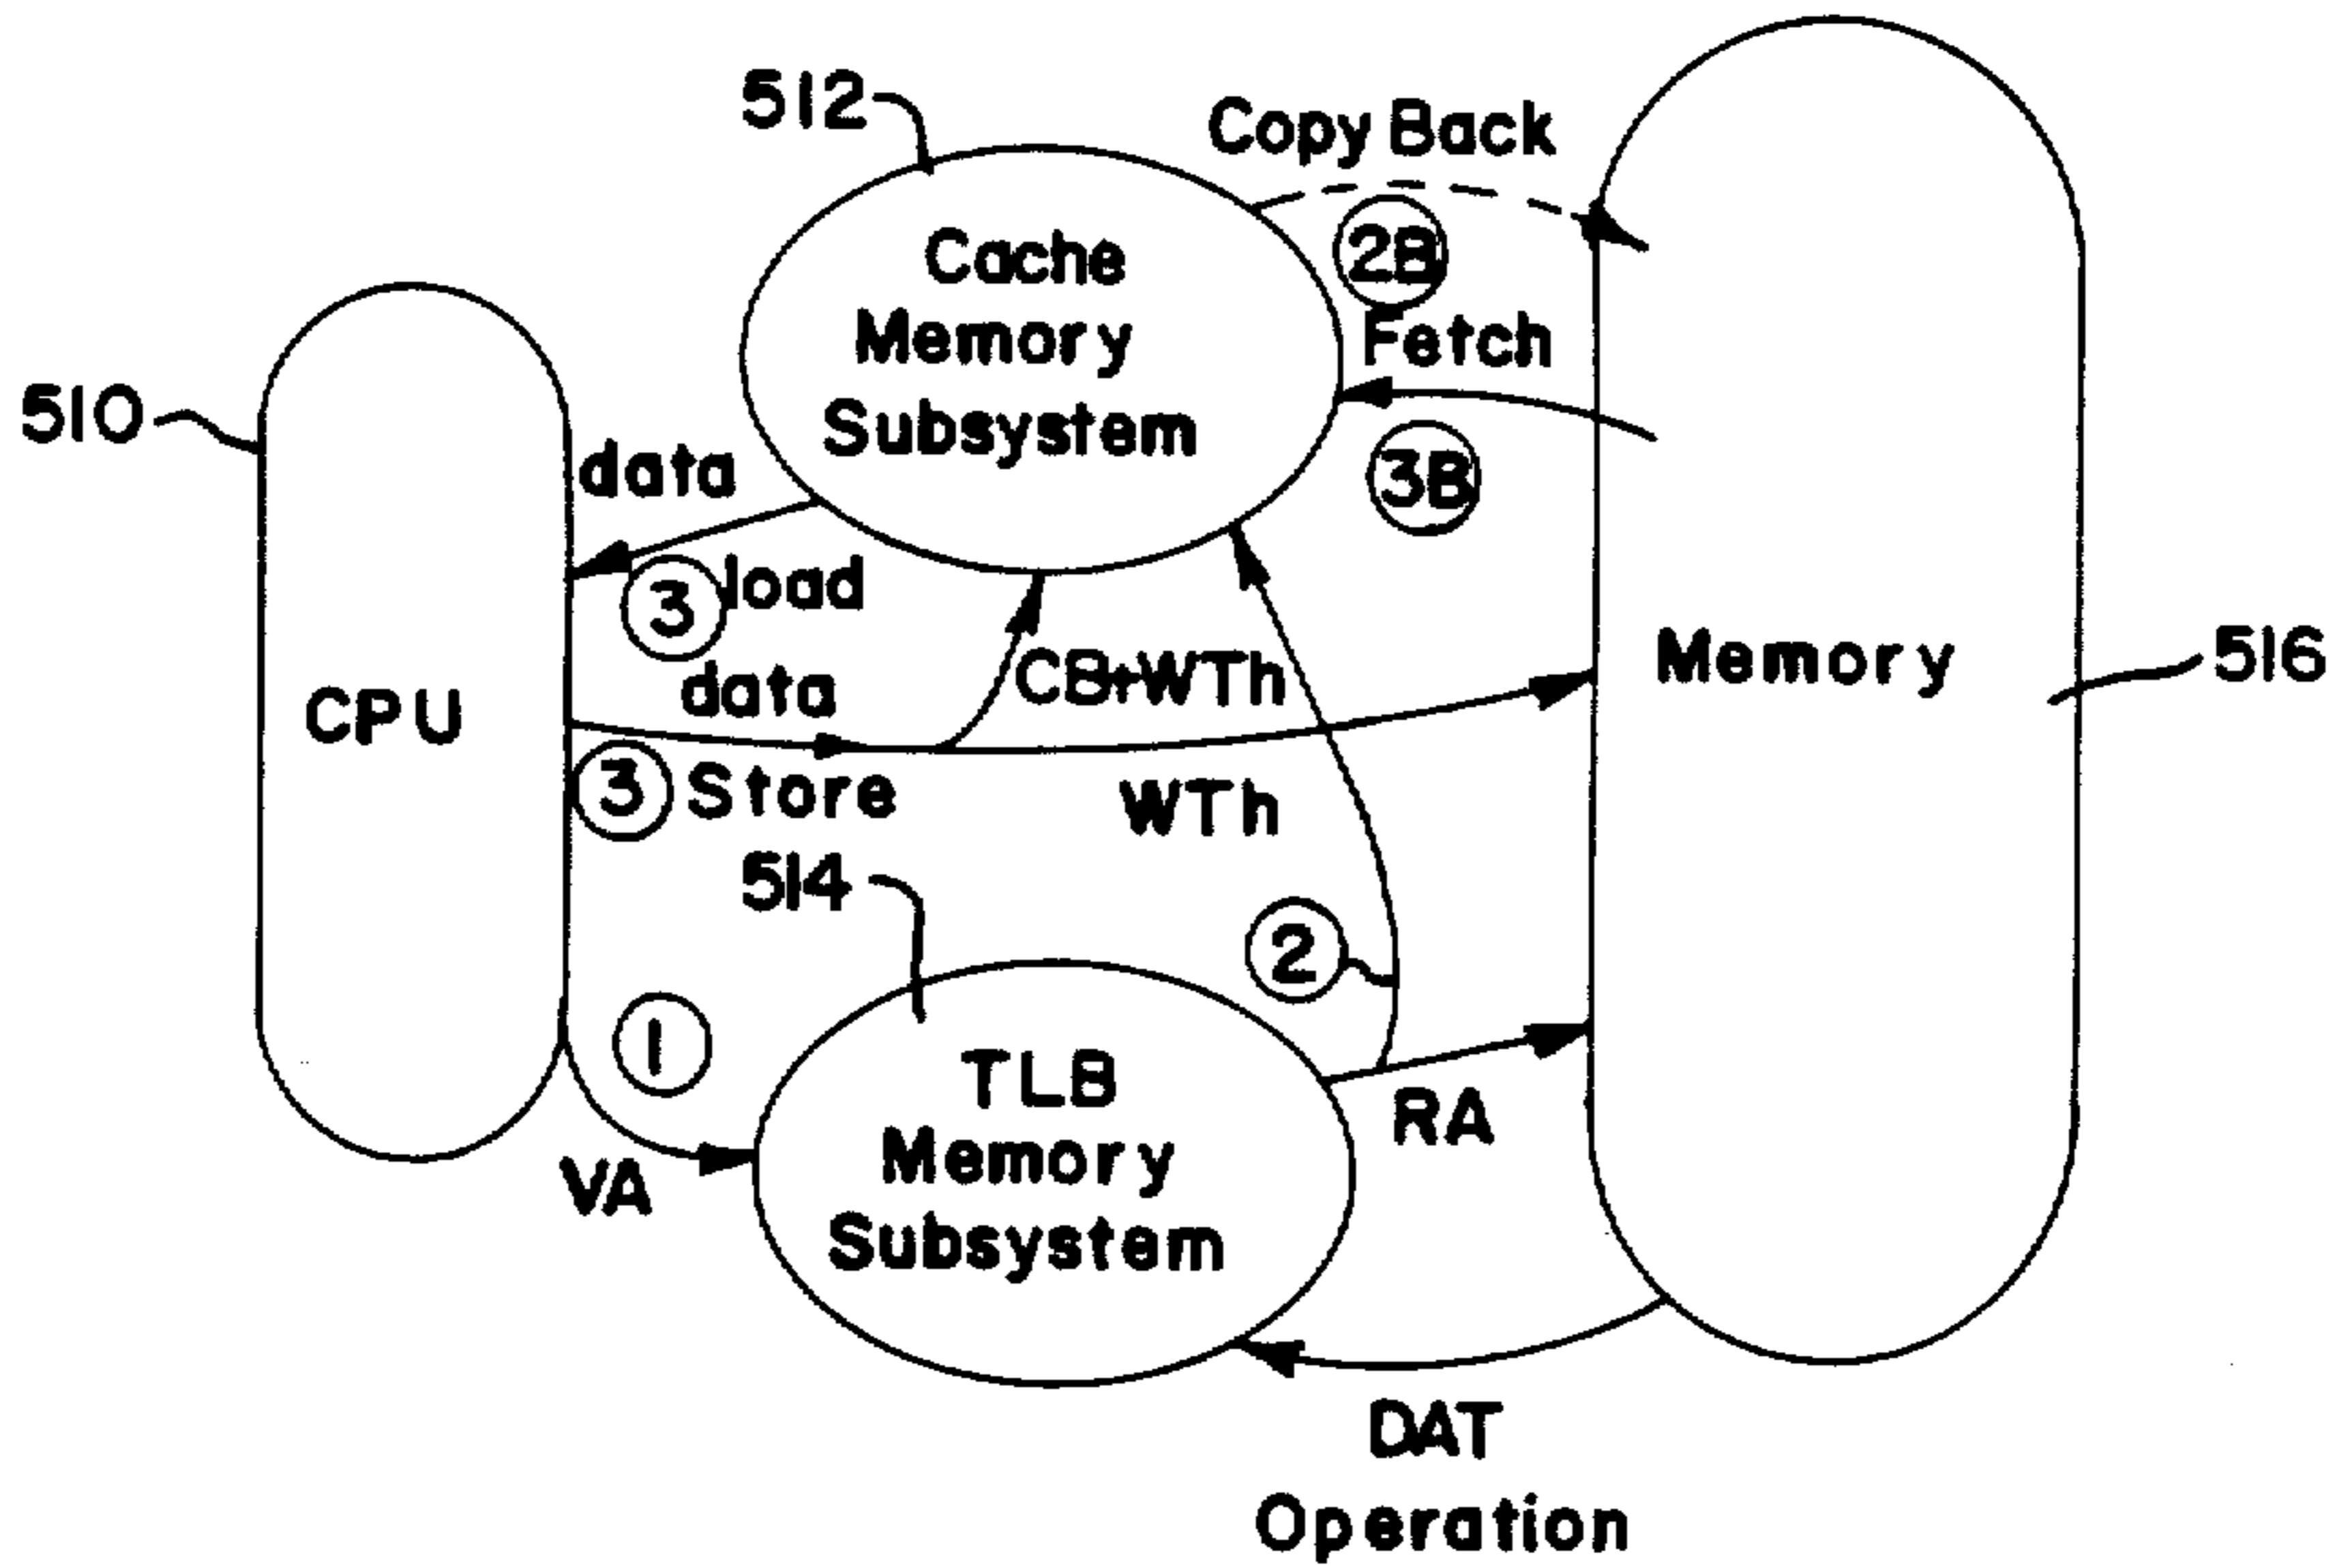 512
Copy Back
2B
Cache
Memory
Subsystem
Fetch
3B
510
data
3 load
data
CB+WTh
CPU
Memory
516
3 Store
WTh
514
2
1
TLB
Memory
Subsystem
RA
VA
DAT
Operation